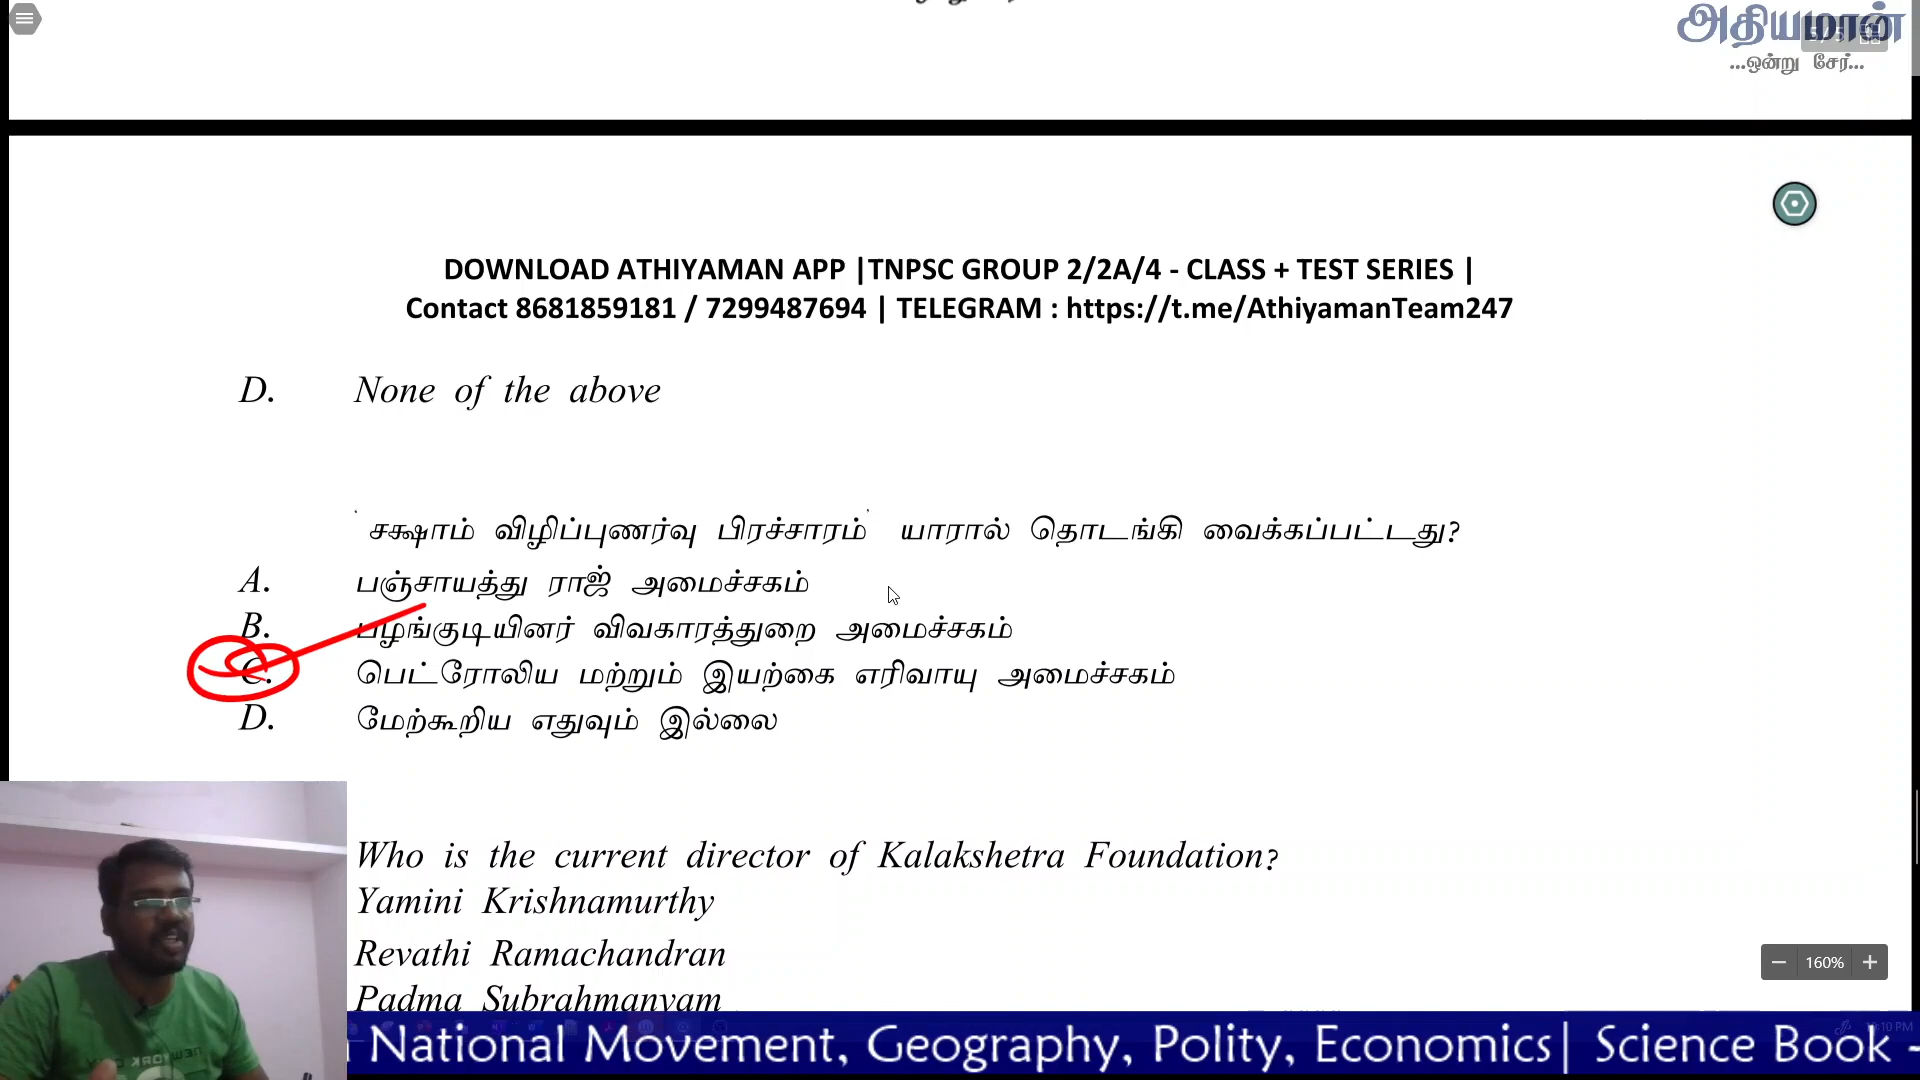 அதியமான்
...ஒன்று சேர்...
DOWNLOAD ATHIYAMAN APP |TNPSC GROUP 2/2A/4 - CLASS + TEST SERIES |
Contact 8681859181 / 7299487694 | TELEGRAM : https://t.me/AthiyamanTeam247
D. None of the above
சக்ஷாம் விழிப்புணர்வு பிரச்சாரம் யாரால் தொடங்கி வைக்கப்பட்டது?
A. பஞ்சாயத்து ராஜ் அமைச்சகம்
B. பழங்குடியினர் விவகாரத்துறை அமைச்சகம்
C. பெட்ரோலிய மற்றும் இயற்கை எரிவாயு அமைச்சகம்
D. மேற்கூறிய எதுவும் இல்லை
Who is the current director of Kalakshetra Foundation?
Yamini Krishnamurthy
Revathi Ramachandran
Padma Subrahmanyam
160%
National Movement, Geography, Polity, Economics| Science Book -